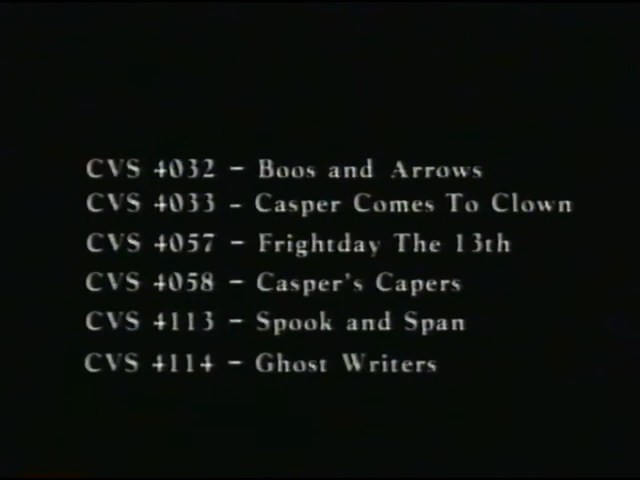 CVS 4032 - Boos and Arrows
CVS 4033 - Casper Comes To Clown
CVS 4057 - Frightday The 13th
CVS 4058 - Casper's Capers
CVS 4113 - Spook and Span
CVS 4114 - Ghost Writers